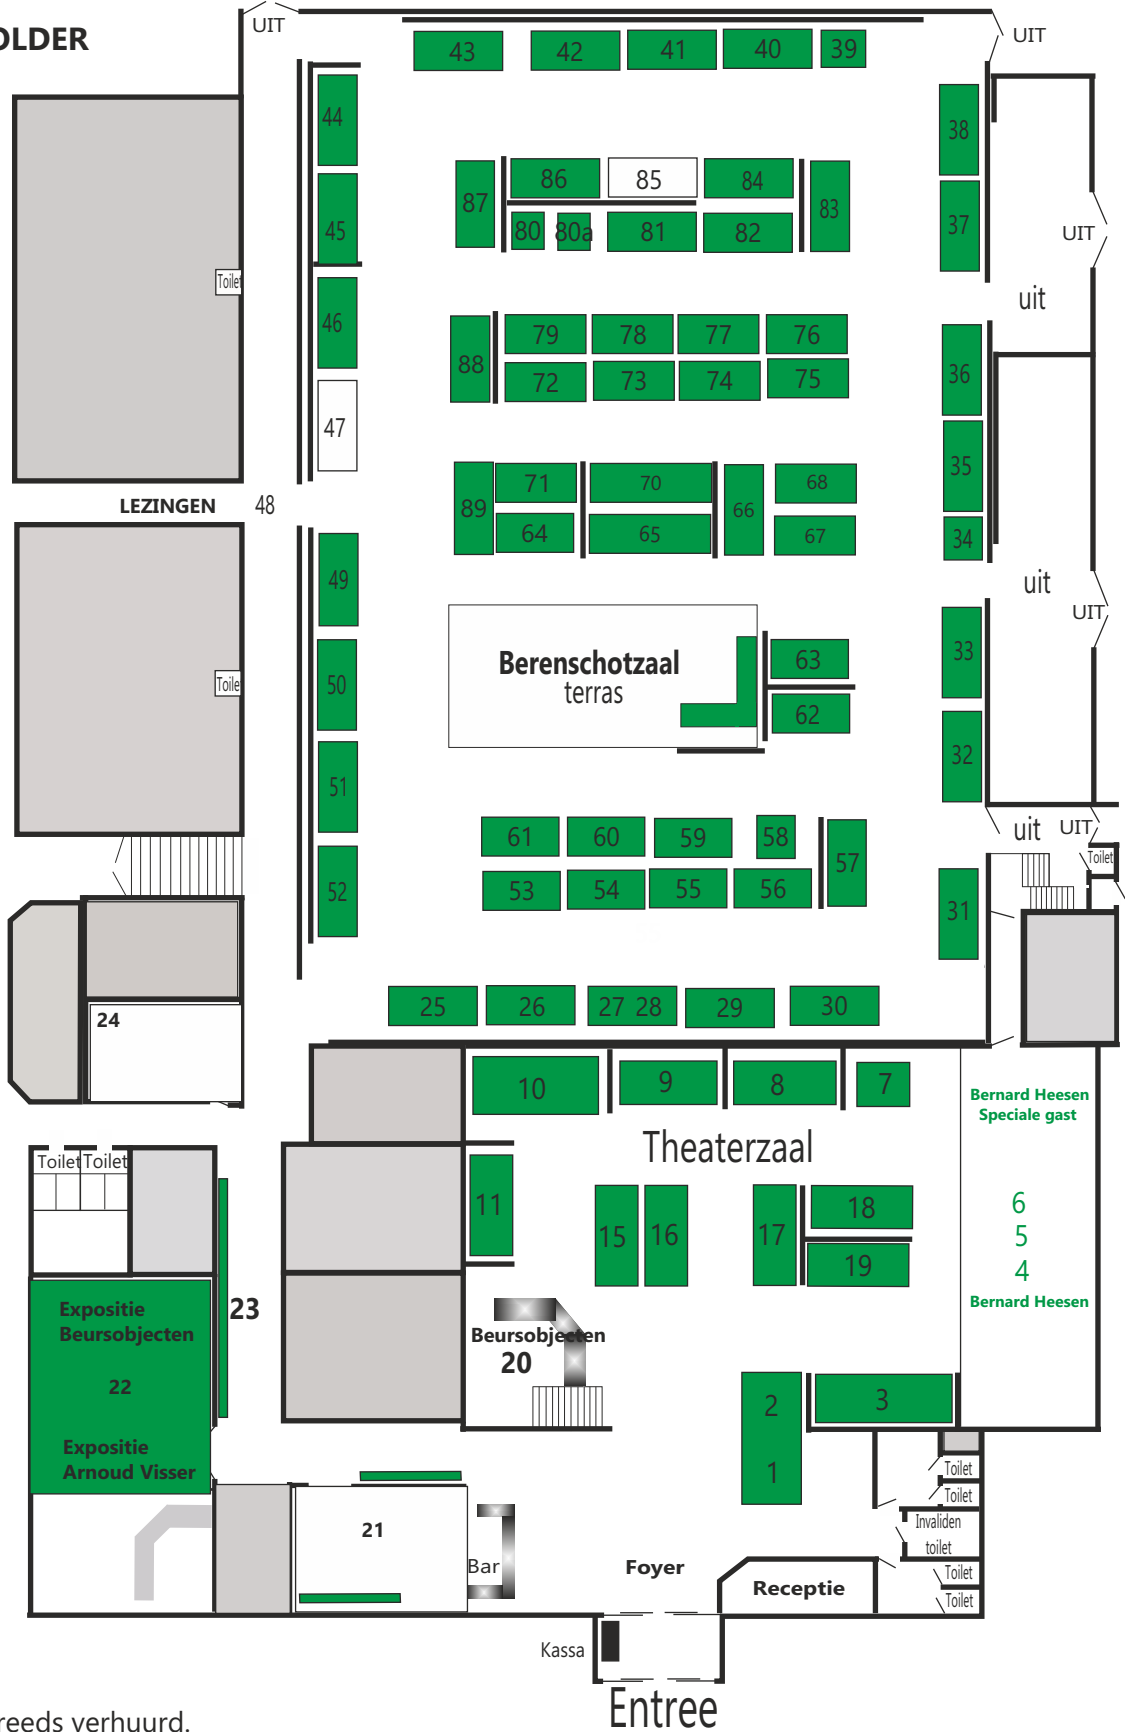 OLDER
UIT
UIT
43 42 41 40 39
44
38
86 85 84
87 83
45 80 80a 81 82 37
UIT
Toilet
uit
46 79 78 77 76
88 36
72 73 74 75
47
35
71 70 68
LEZINGEN 48 89 66
64 65 67 34
49 uit
UIT
33
Berenschotzaal 63
terras
Toile 50
62
32
51
61 60 59 58 uit UIT
57 Toilet
52 53 54 55 56
31
25 26 27 28 29 30
24
10 9 8 7
Bernard Heesen
Speciale gast
Theaterzaal
Toilet Toilet
11 18 6
15 16 17 5
19 4
23
Expositie
Beursobjecten
Bernard Heesen
Beursobjecten
20
22
2 3
Expositie
Arnoud Visser
1
Toilet
Toilet
21 Invaliden
toilet
Bar Foyer Toilet
Receptie
Toilet
Kassa
Entree
reeds verhuurd.